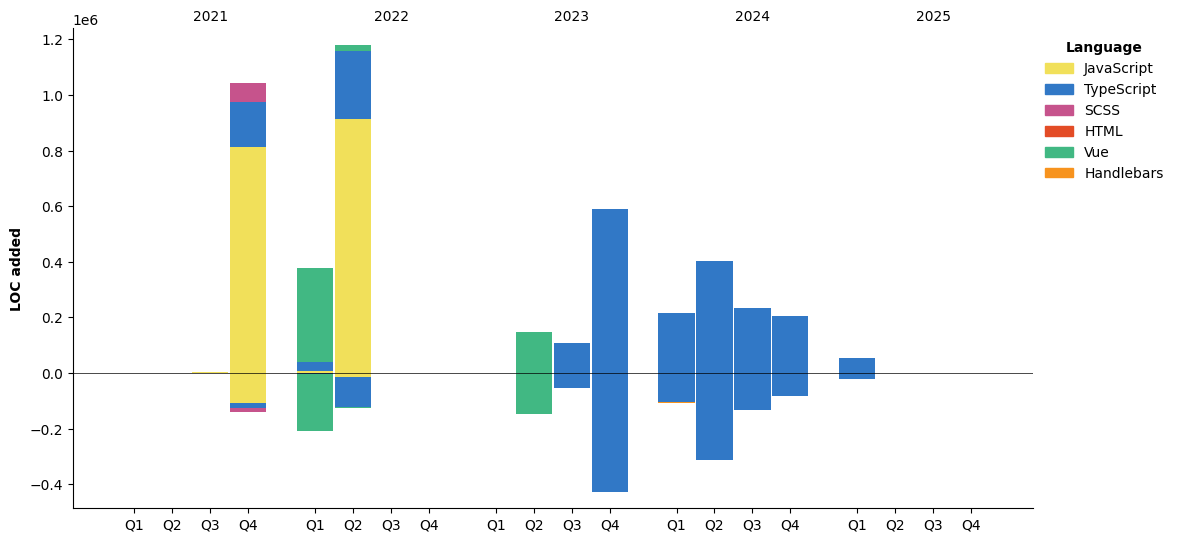 1e6
2021 2022 2023 2024 2025
1.2
1.0
0.8
0.6
0.4
0.2
0.0
−0.2
−0.4
LOC added
Q1 Q2 Q3 Q4 Q1 Q2 Q3 Q4 Q1 Q2 Q3 Q4 Q1 Q2 Q3 Q4 Q1 Q2 Q3 Q4
Language
JavaScript
TypeScript
SCSS
HTML
Vue
Handlebars